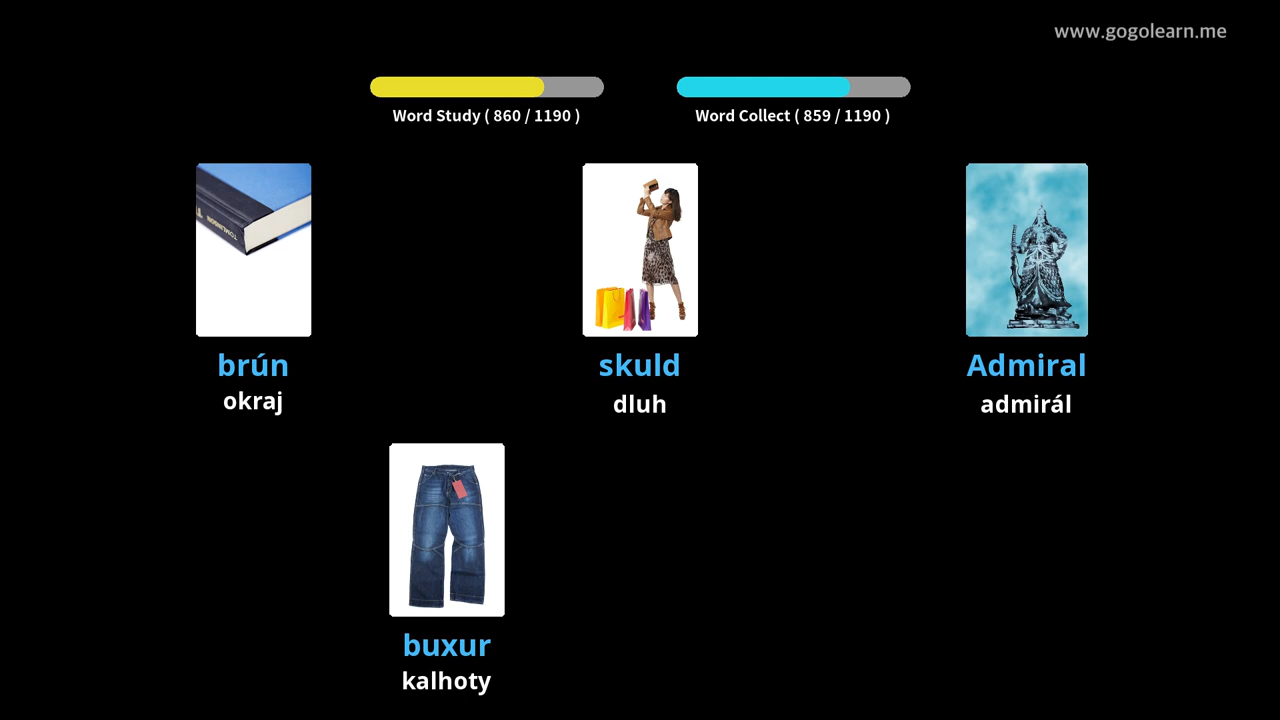 www.gogolearn.me
Word Study ( 860 / 1190 )
Word Collect ( 859 / 1190 )
TOMLINSON
brún
okraj
skuld
dluh
Admiral
admirál
buxur
kalhoty